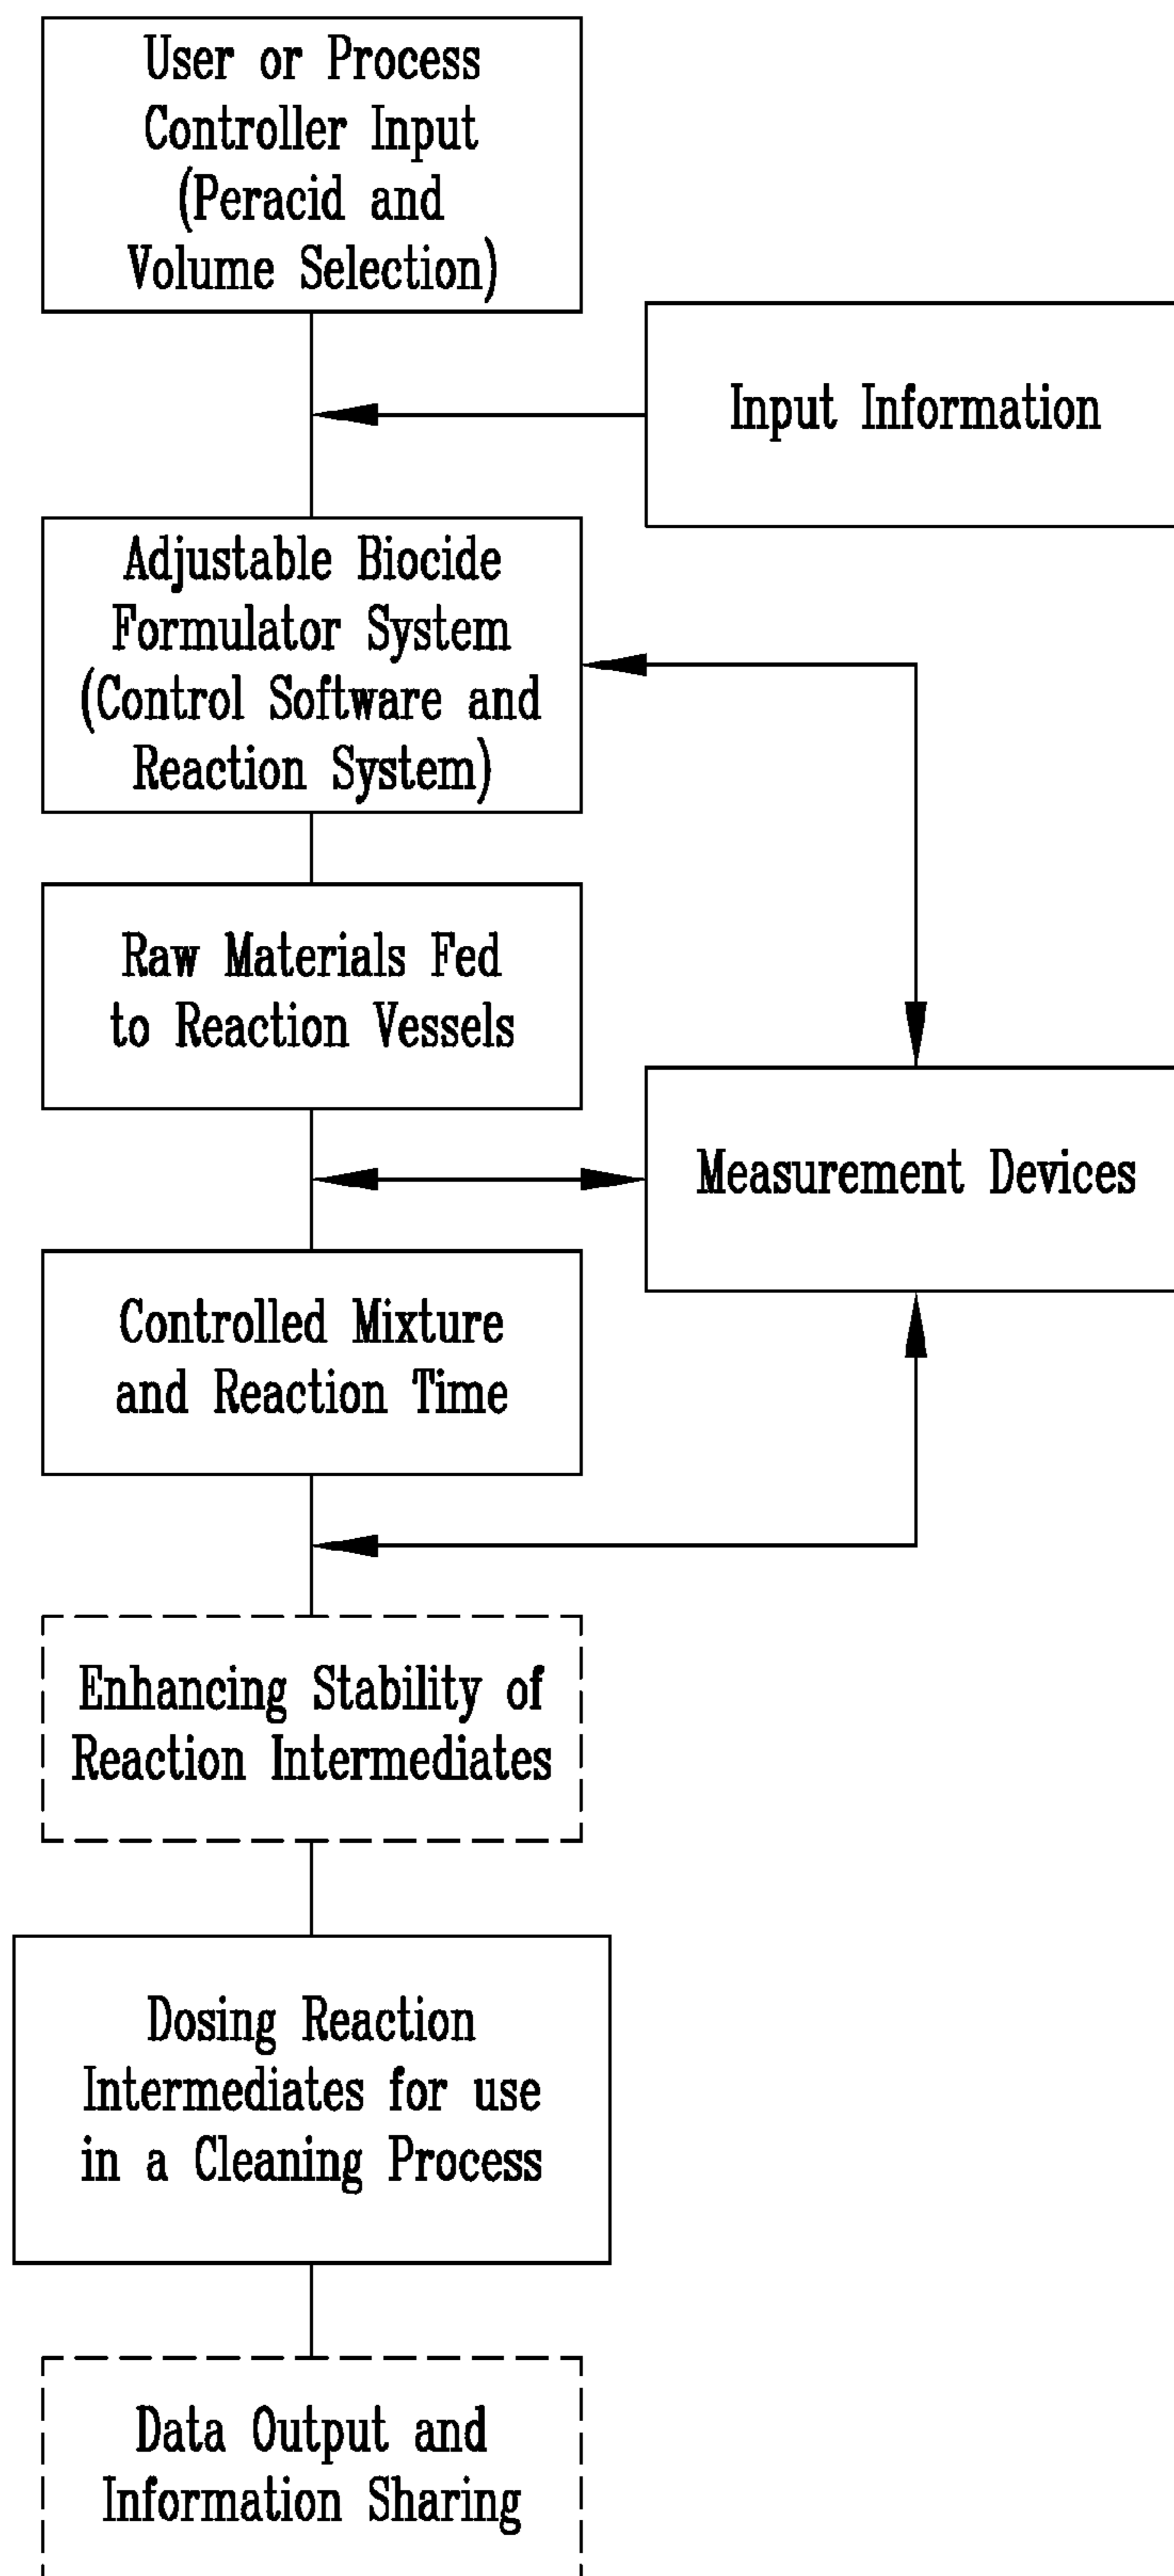 User or Process
Controller Input
(Peracid and
Volume Selection)
Input Information
Adjustable Biocide
Formulator System
(Control Software and
Reaction System)
Raw Materials Fed
to Reaction Vessels
Measurement Devices
Controlled Mixture
and Reaction Time
Enhancing Stability of
Reaction Intermediates
Dosing Reaction
Intermediates for use
in a Cleaning Process
Data Output and
Information Sharing